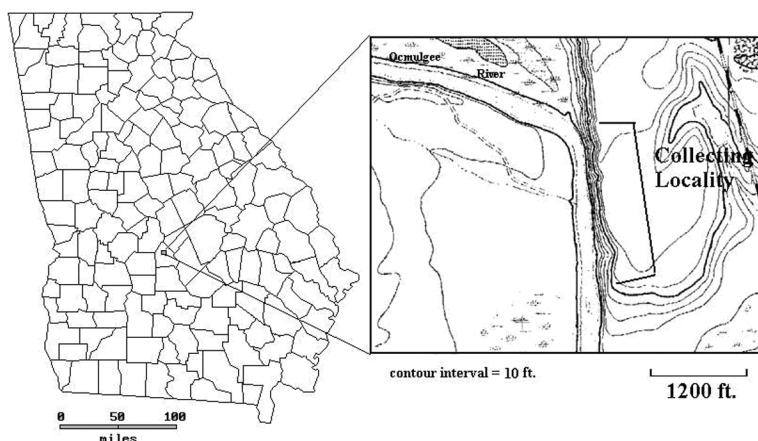 Ocmulgee
River
Collecting
Locality
contour interval = 10 ft.
1200 ft.
0 50 100
miles